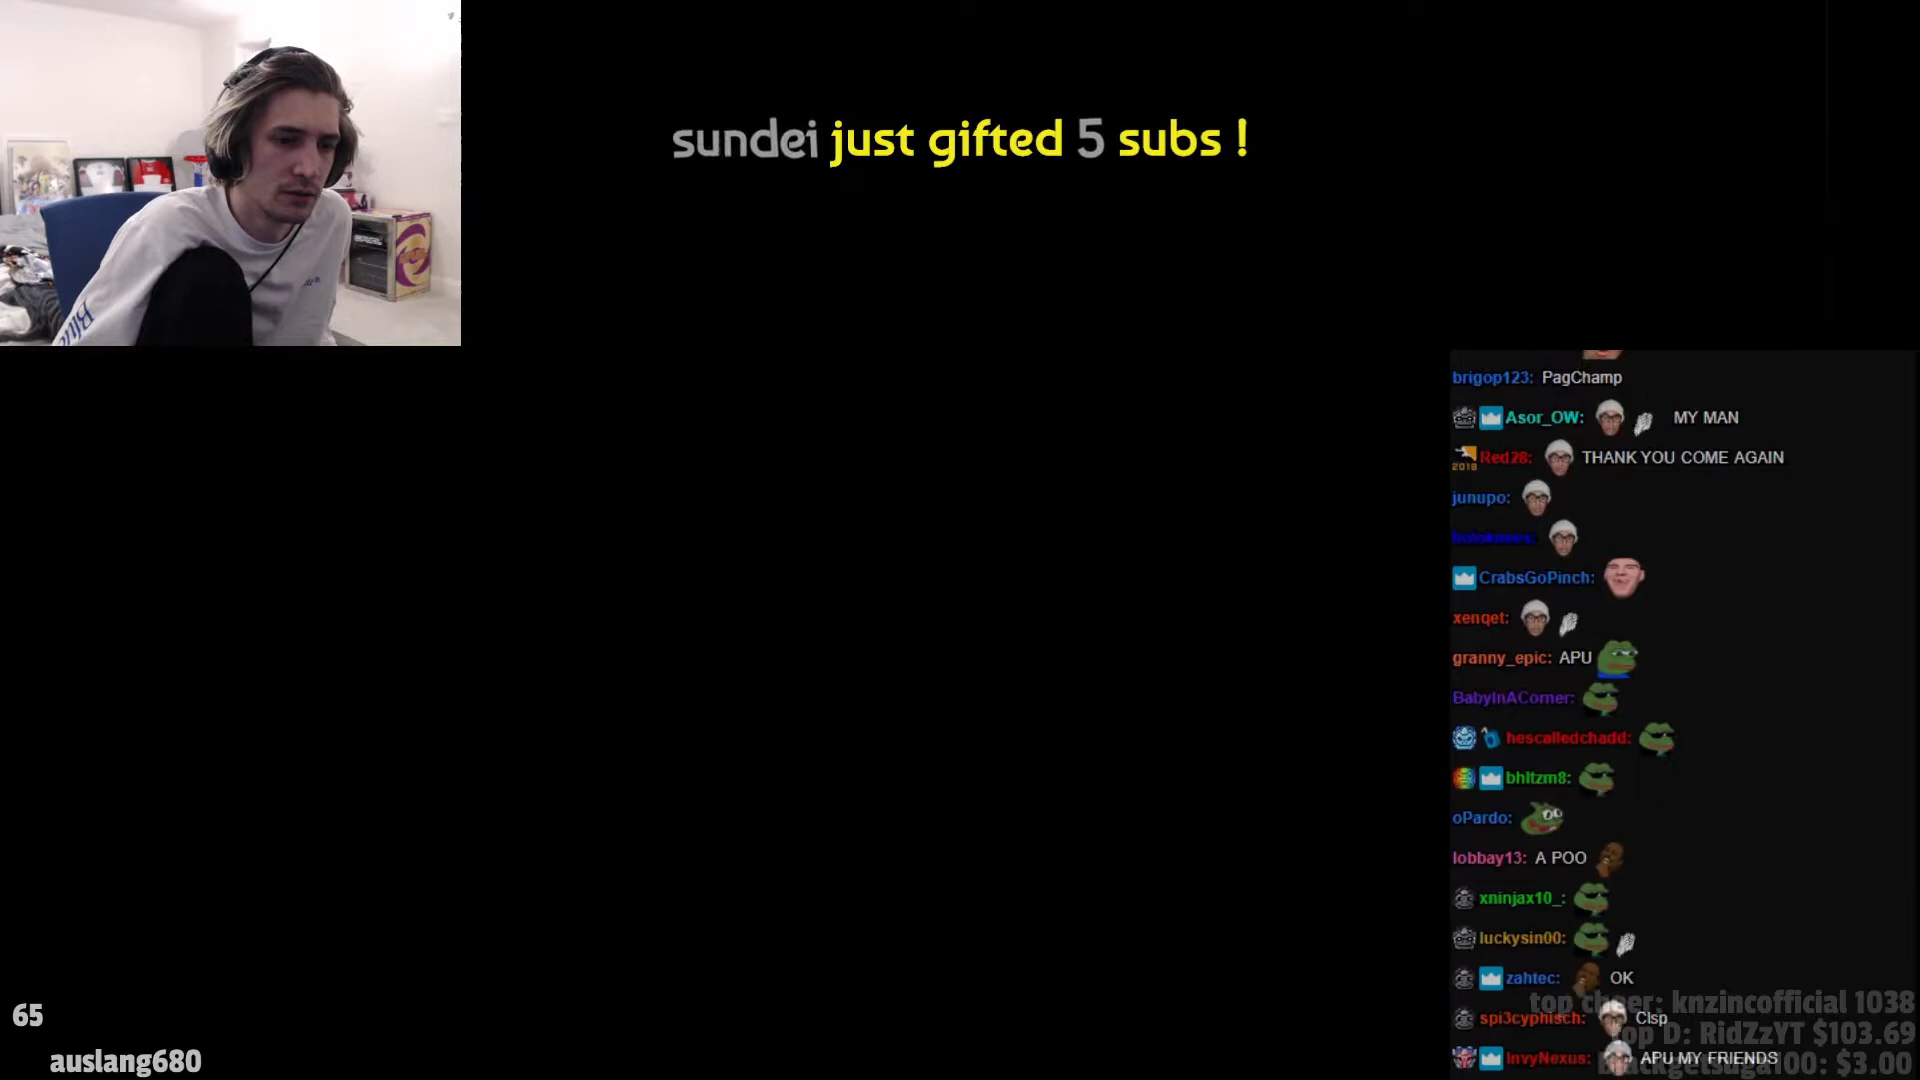 sundei just gifted 5 subs !
brigop123: PagChamp
Asor_OW: MY MAN
2018 Red28: THANK YOU COME AGAIN
junupo:
CrabsGoPinch:
xenqet:
granny_epic: APU
BabyInACorner:
hescalledchadd:
bhltzm8:
oPardo:
lobbay13: A POO
xninjax10_:
luckysin00:
zahtec: OK
top cheer: knzincofficial 1038
spi3cyphisch: Clsp
Top D: RidZzYT $103.69
InvyNexus: APU MY FRIENDS
$3.00
65
auslang680